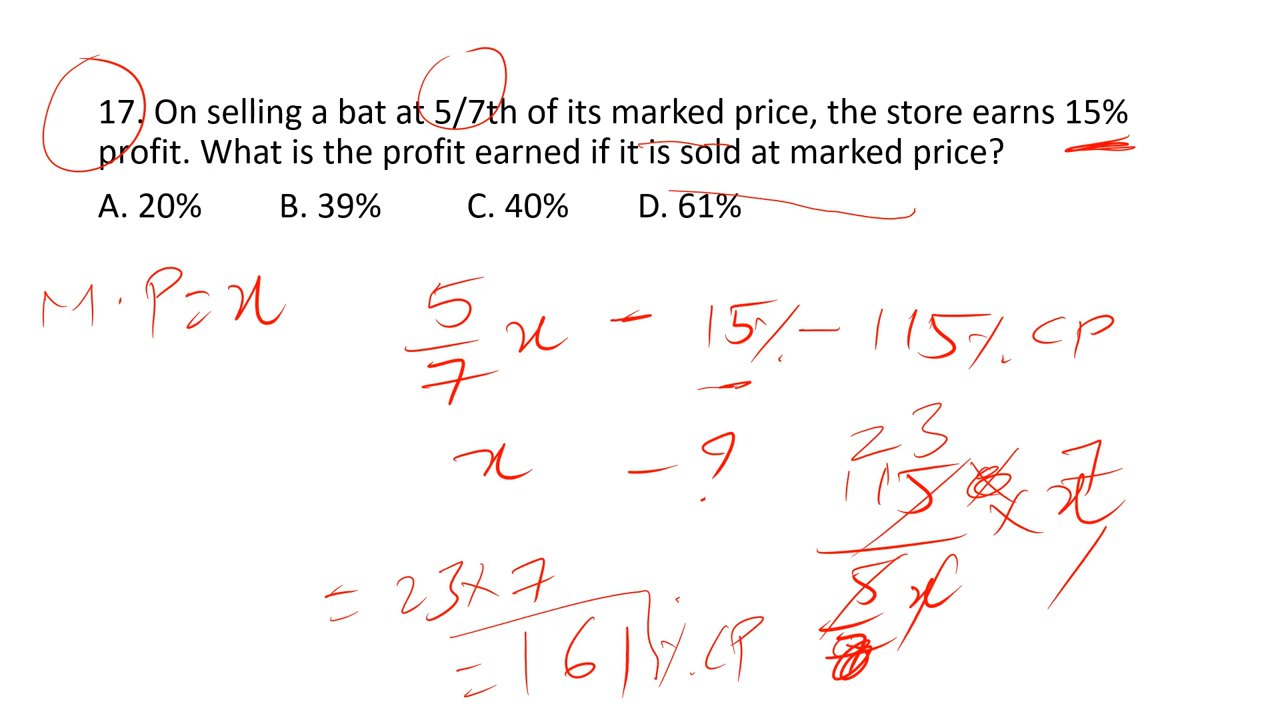 17. On selling a bat at 5/7th of its marked price, the store earns 15%
profit. What is the profit earned if it is sold at marked price?
A. 20% B. 39% C. 40% D. 61%
M.P=x
5/7 x - 15% - 115% CP
x - ?
115 × 7x
23
5x
= 23×7
= 161% CP